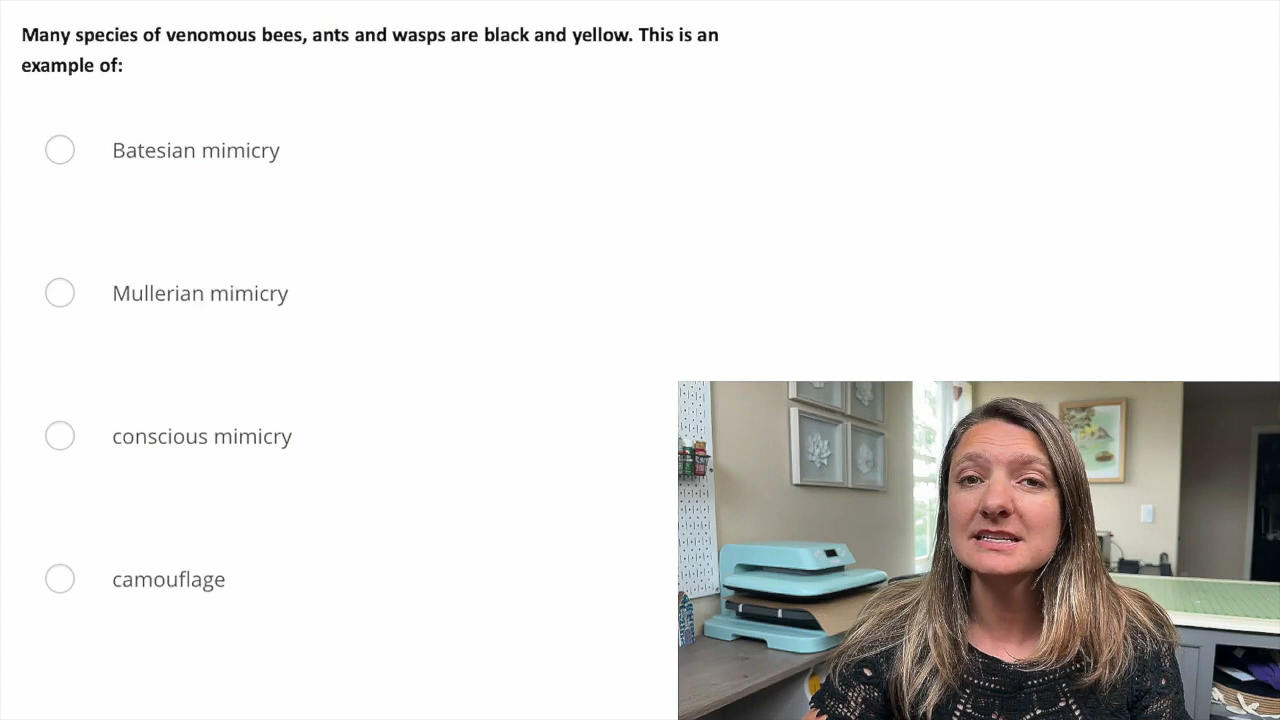 Many species of venomous bees, ants and wasps are black and yellow. This is an
example of:
Batesian mimicry
Mullerian mimicry
conscious mimicry
camouflage